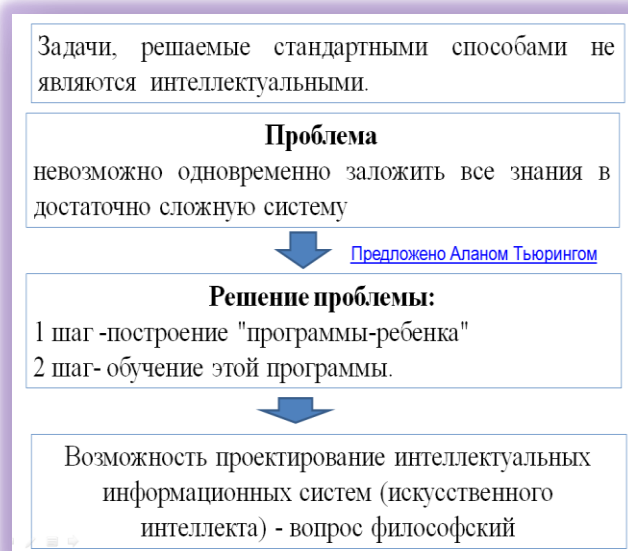 Задачи, решаемые стандартными способами не
являются интеллектуальными.
Проблема
невозможно одновременно заложить все знания в
достаточно сложную систему
Предложено Аланом Тьюрингом
Решение проблемы:
1 шаг -построение "программы-ребенка"
2 шаг- обучение этой программы.
Возможность проектирование интеллектуальных
информационных систем (искусственного
интеллекта) - вопрос философский